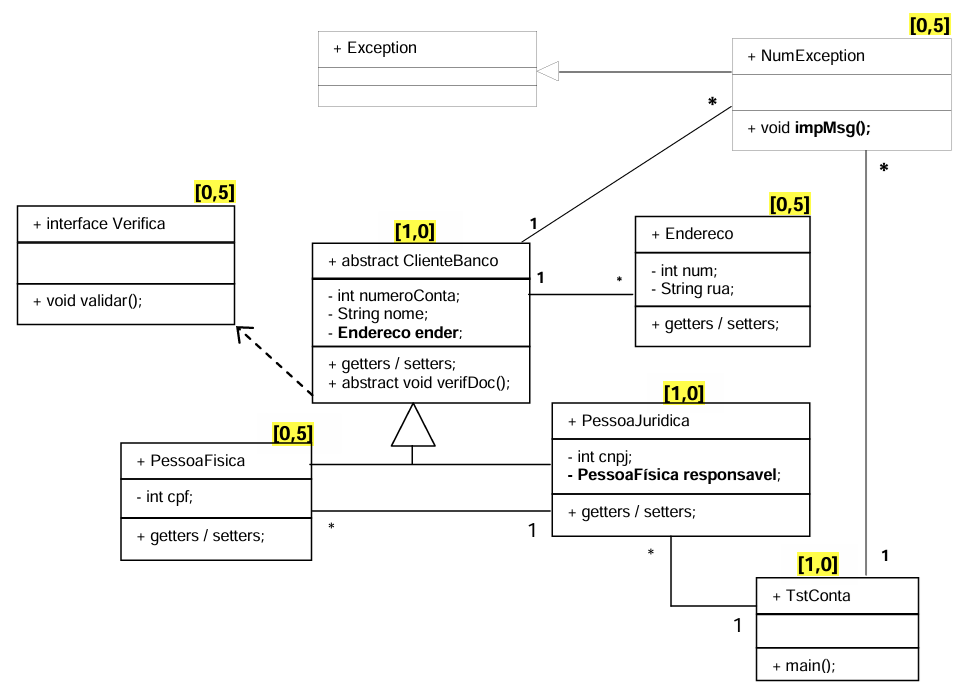 [0,5]
+ Exception
+ NumException
*
+ void impMsg();
*
[0,5]
+ interface Verifica
+ void validar();
[1,0]
1
+ abstract ClienteBanco
- int numeroConta;
- String nome;
- Endereco ender;
+ getters / setters;
+ abstract void verifDoc();
1
*
[0,5]
+ Endereco
- int num;
- String rua;
+ getters / setters;
[0,5]
+ PessoaFisica
- int cpf;
+ getters / setters;
*
1
[1,0]
+ PessoaJuridica
- int cnpj;
- PessoaFísica responsavel;
+ getters / setters;
*
1
1
[1,0]
+ TstConta
+ main();